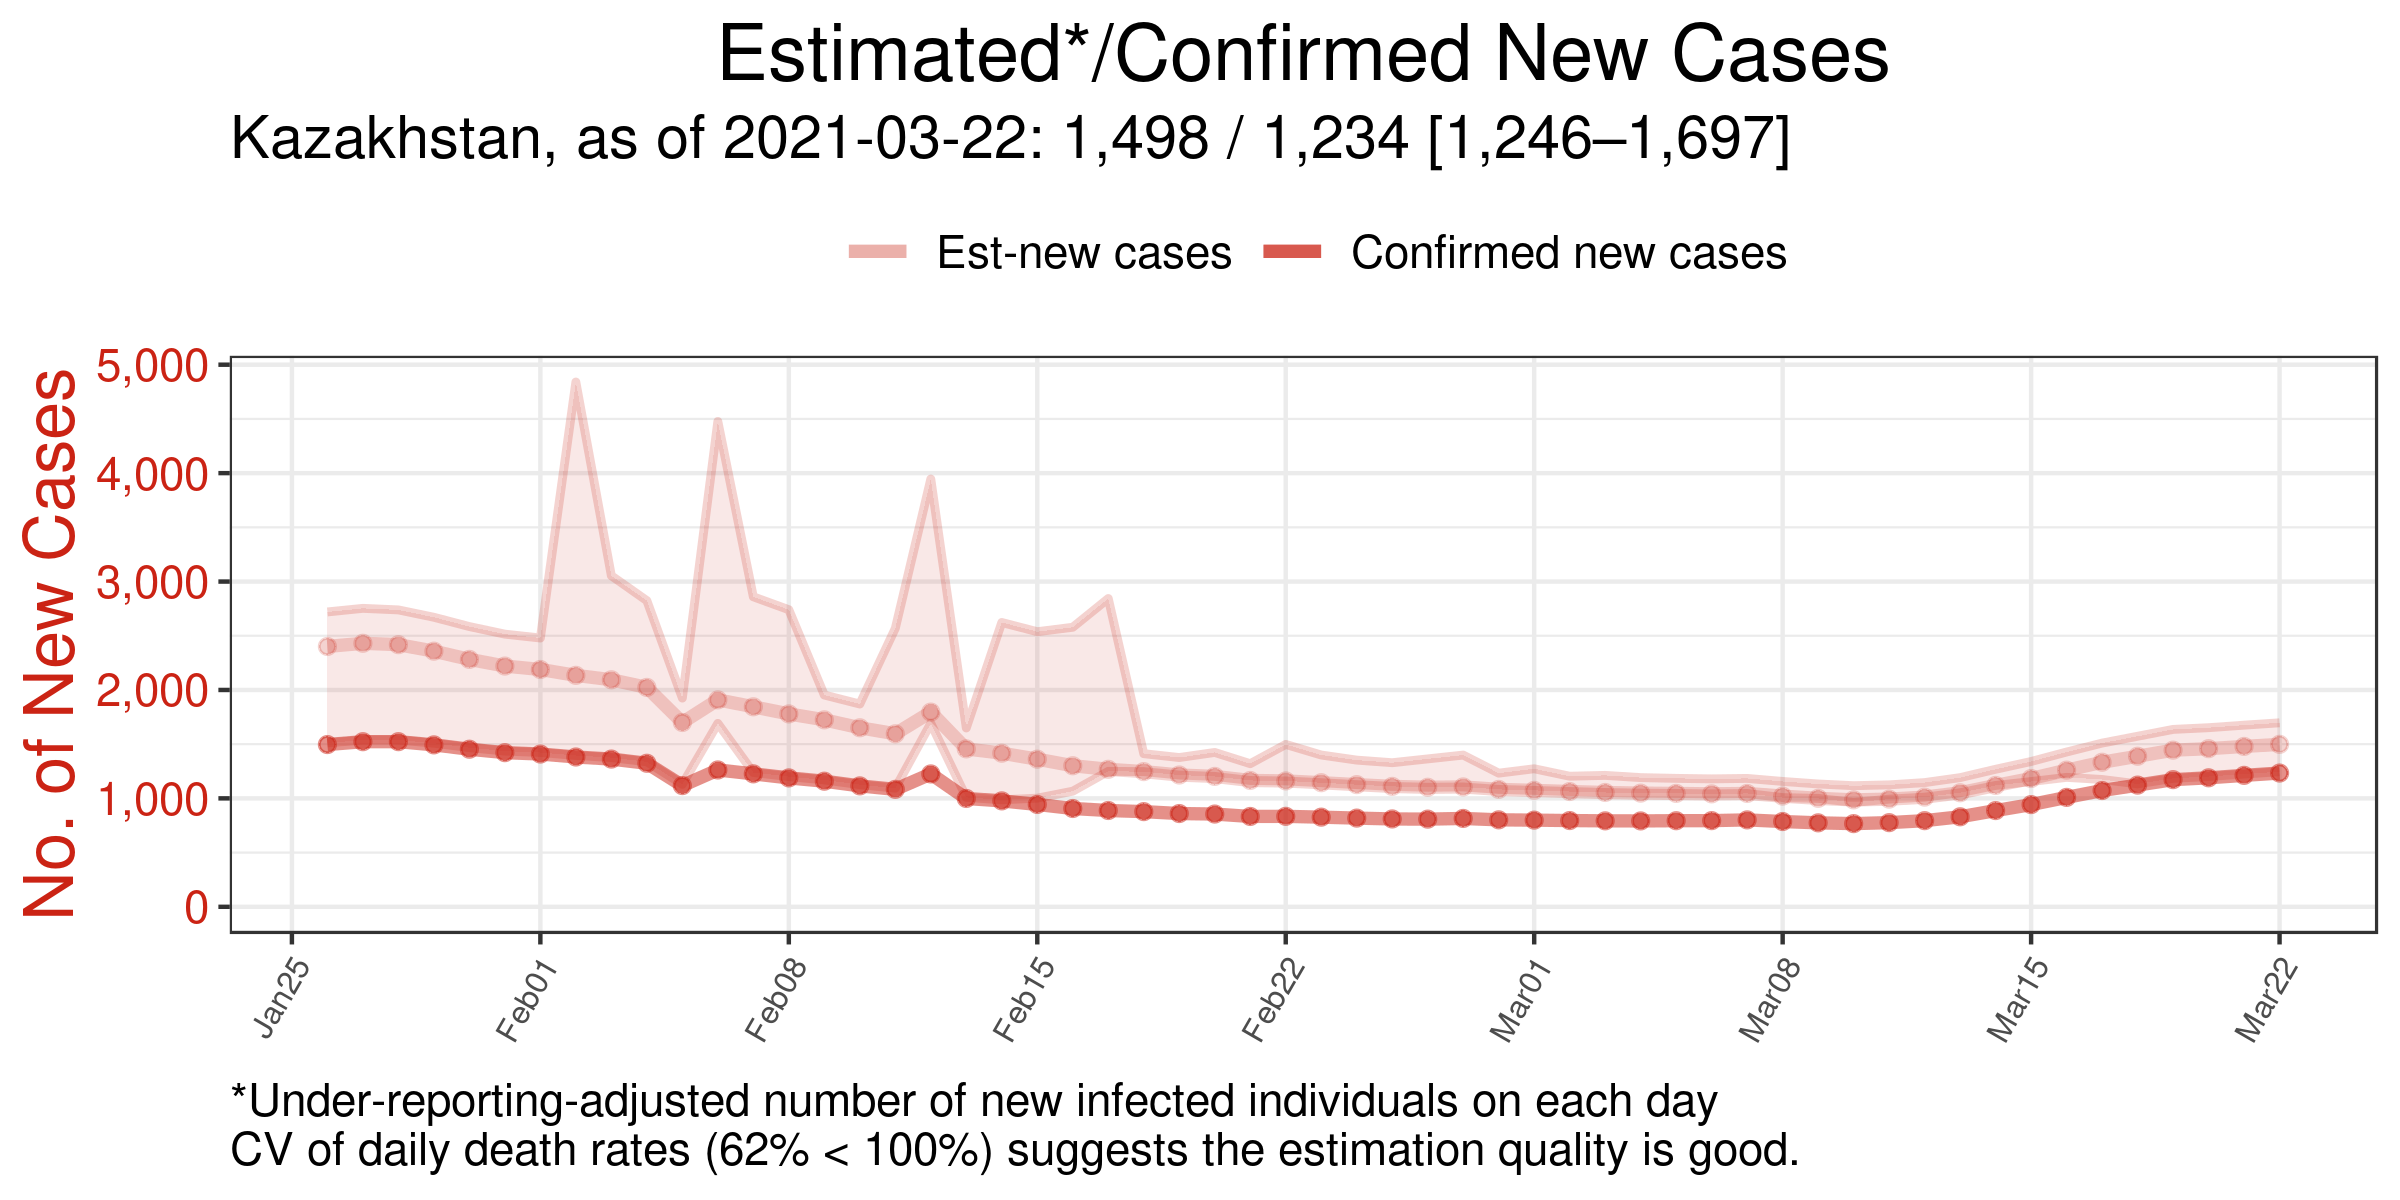 Estimated*/Confirmed New Cases
Kazakhstan, as of 2021-03-22: 1,498 / 1,234 [1,246–1,697]
Est-new cases Confirmed new cases
No. of New Cases
5,000
4,000
3,000
2,000
1,000
0
Jan25 Feb01 Feb08 Feb15 Feb22 Mar01 Mar08 Mar15 Mar22
*Under-reporting-adjusted number of new infected individuals on each day
CV of daily death rates (62% < 100%) suggests the estimation quality is good.